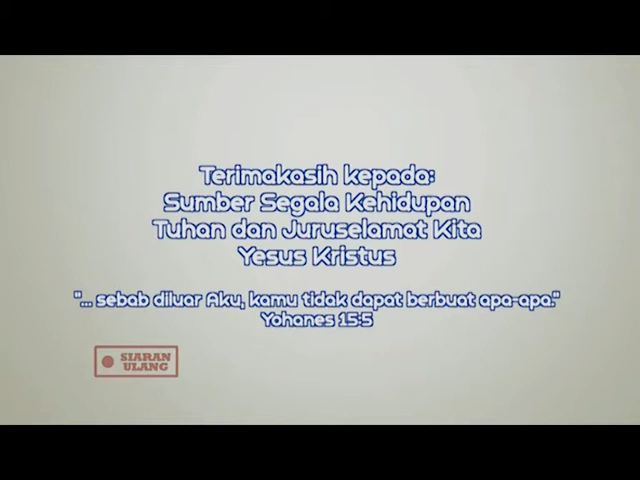 Terimakasih kepada:
Sumber Segala Kehidupan
Tuhan dan Juruselamat Kita
Yesus Kristus
"... sebab diluar Aku, kamu tidak dapat berbuat apa-apa."
Yohanes 15:5
SIARAN
ULANG